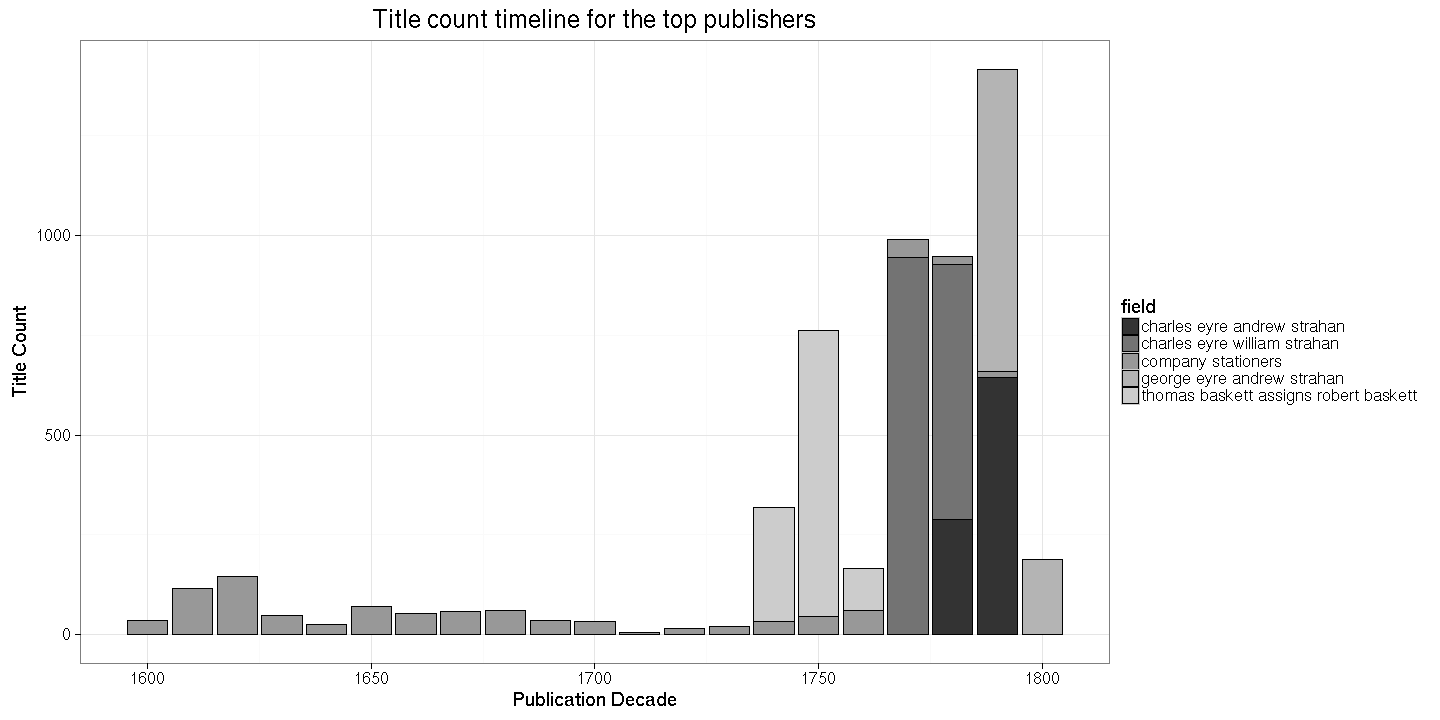 Title count timeline for the top publishers
Title Count
1000
500
0
1600 1650 1700 1750 1800
Publication Decade
field
charles eyre andrew strahan
charles eyre william strahan
company stationers
george eyre andrew strahan
thomas baskett assigns robert baskett